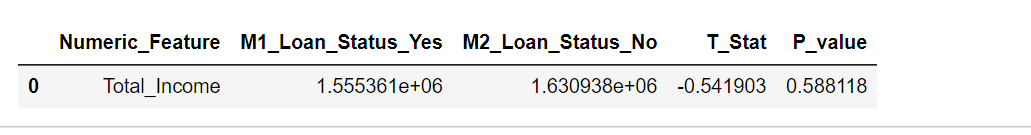 Numeric_Feature M1_Loan_Status_Yes M2_Loan_Status_No T_Stat P_value
0 Total_Income 1.555361e+06 1.630938e+06 -0.541903 0.588118